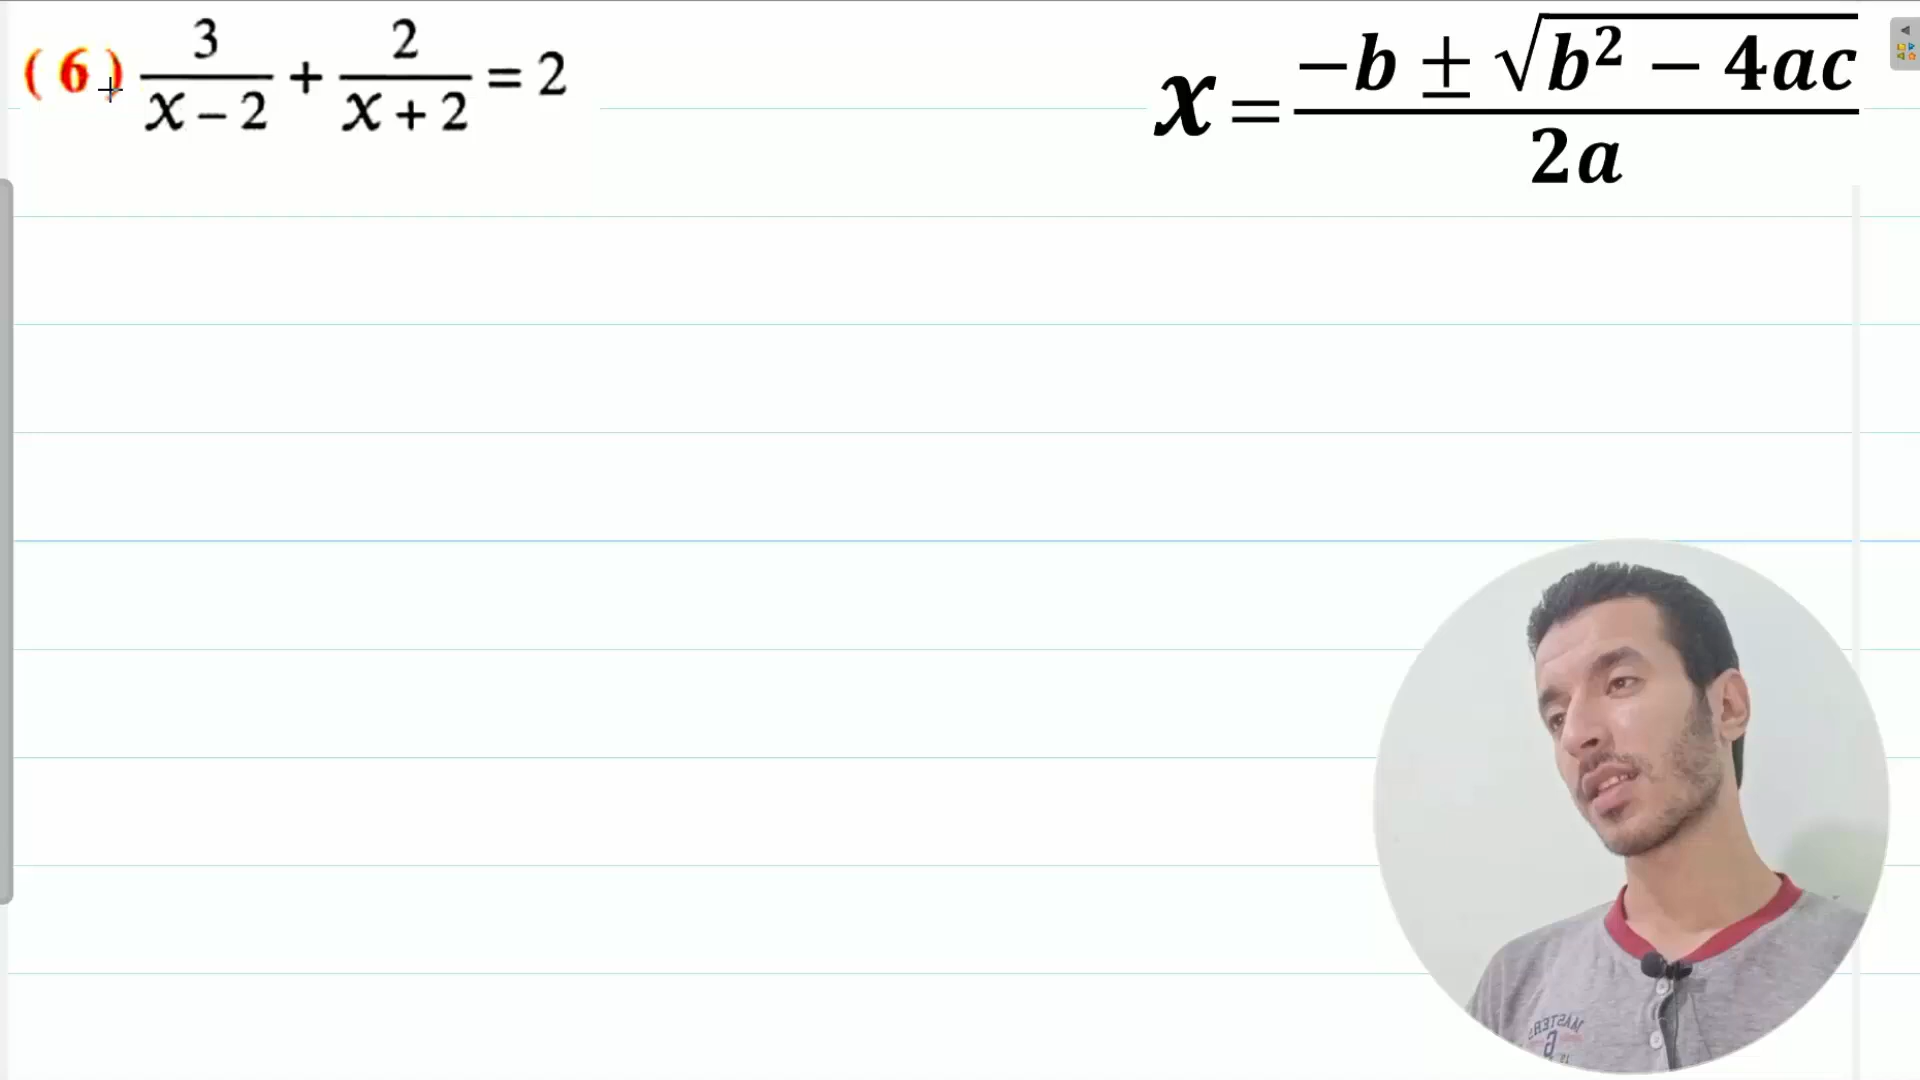 ( 6 ) 3/(x – 2) + 2/(x + 2) = 2
x = (−b ± √(b² − 4ac))/(2a)